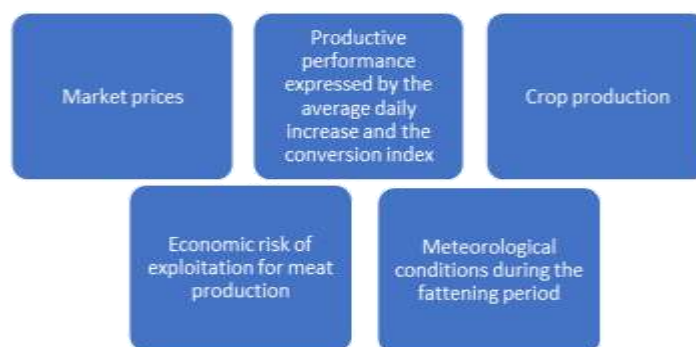 Market prices
Productive
performance
expressed by the
average daily
increase and the
conversion index
Crop production
Economic risk of
exploitation for meat
production
Meteorological
conditions during the
fattening period